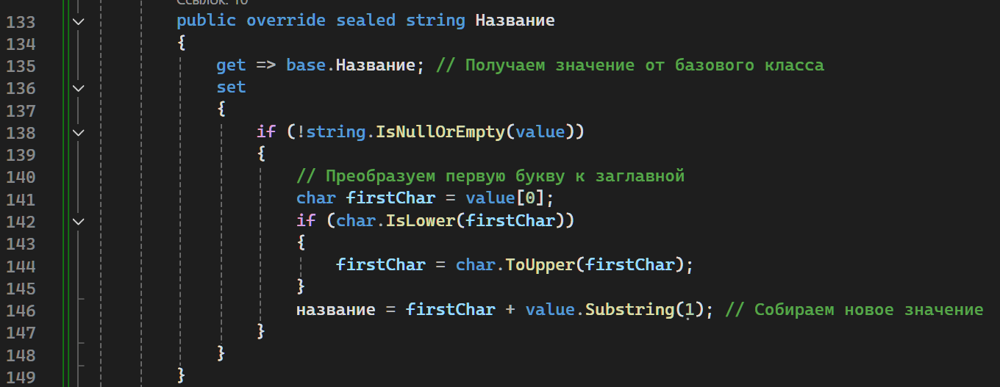 Ссылок: 10
133 public override sealed string Название
134 {
135 get => base.Название; // Получаем значение от базового класса
136 set
137 {
138 if (!string.IsNullOrEmpty(value))
139 {
140 // Преобразуем первую букву к заглавной
141 char firstChar = value[0];
142 if (char.IsLower(firstChar))
143 {
144 firstChar = char.ToUpper(firstChar);
145 }
146 название = firstChar + value.Substring(1); // Собираем новое значение
147 }
148 }
149 }